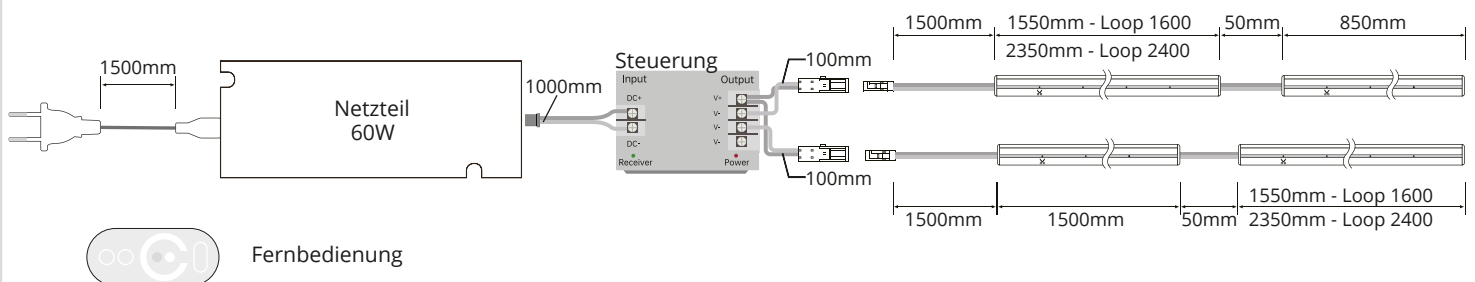 1500mm
Netzteil
60W
1000mm
Steuerung
Input
Output
DC+
DC-
V+
V-
V-
V-
Receiver
Power
100mm
100mm
1500mm
1550mm - Loop 1600
2350mm - Loop 2400
50mm
850mm
1500mm
1500mm
50mm
1550mm - Loop 1600
2350mm - Loop 2400
Fernbedienung